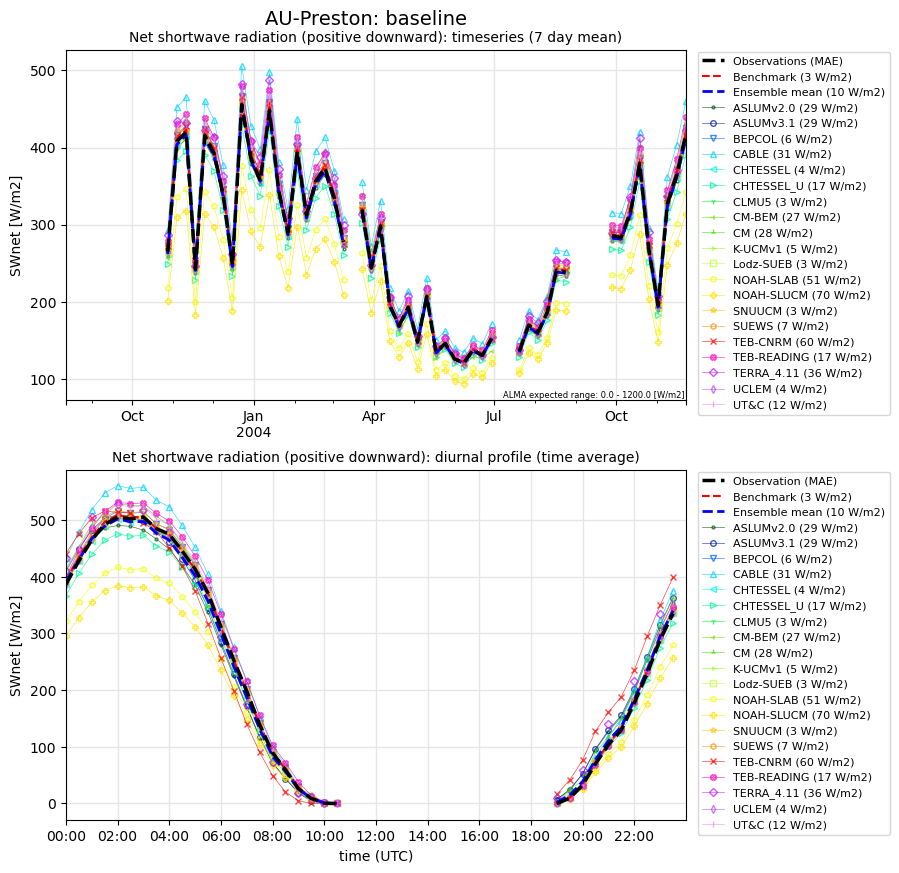 AU-Preston: baseline
Net shortwave radiation (positive downward): timeseries (7 day mean)
500
400
300
200
100
SWnet [W/m2]
ALMA expected range: 0.0 - 1200.0 [W/m2]
Oct
Jan
2004
Apr
Jul
Oct
Observations (MAE)
Benchmark (3 W/m2)
Ensemble mean (10 W/m2)
ASLUMv2.0 (29 W/m2)
ASLUMv3.1 (29 W/m2)
BEPCOL (6 W/m2)
CABLE (31 W/m2)
CHTESSEL (4 W/m2)
CHTESSEL_U (17 W/m2)
CLMU5 (3 W/m2)
CM-BEM (27 W/m2)
CM (28 W/m2)
K-UCMv1 (5 W/m2)
Lodz-SUEB (3 W/m2)
NOAH-SLAB (51 W/m2)
NOAH-SLUCM (70 W/m2)
SNUUCM (3 W/m2)
SUEWS (7 W/m2)
TEB-CNRM (60 W/m2)
TEB-READING (17 W/m2)
TERRA_4.11 (36 W/m2)
UCLEM (4 W/m2)
UT&C (12 W/m2)
Net shortwave radiation (positive downward): diurnal profile (time average)
500
400
300
200
100
0
SWnet [W/m2]
00:00 02:00 04:00 06:00 08:00 10:00 12:00 14:00 16:00 18:00 20:00 22:00
time (UTC)
Observation (MAE)
Benchmark (3 W/m2)
Ensemble mean (10 W/m2)
ASLUMv2.0 (29 W/m2)
ASLUMv3.1 (29 W/m2)
BEPCOL (6 W/m2)
CABLE (31 W/m2)
CHTESSEL (4 W/m2)
CHTESSEL_U (17 W/m2)
CLMU5 (3 W/m2)
CM-BEM (27 W/m2)
CM (28 W/m2)
K-UCMv1 (5 W/m2)
Lodz-SUEB (3 W/m2)
NOAH-SLAB (51 W/m2)
NOAH-SLUCM (70 W/m2)
SNUUCM (3 W/m2)
SUEWS (7 W/m2)
TEB-CNRM (60 W/m2)
TEB-READING (17 W/m2)
TERRA_4.11 (36 W/m2)
UCLEM (4 W/m2)
UT&C (12 W/m2)